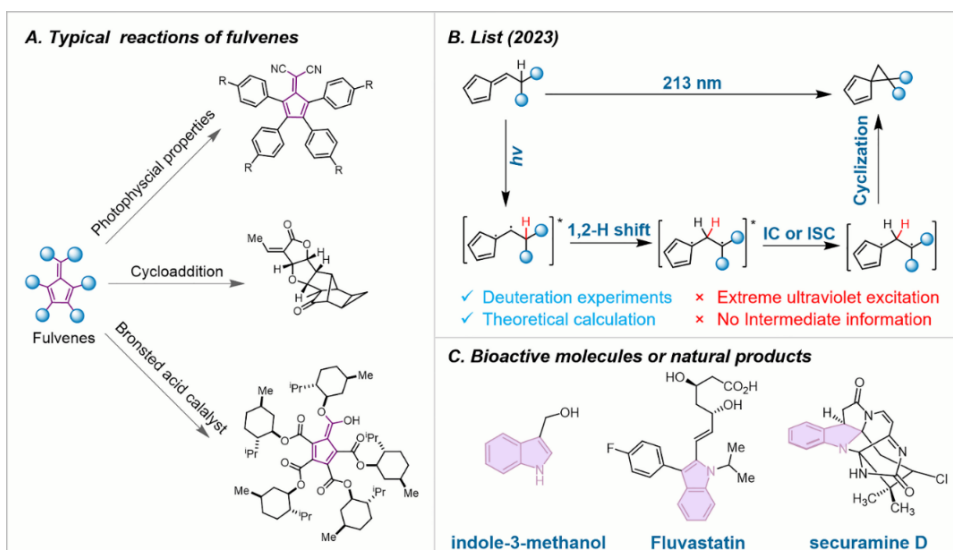 A. Typical reactions of fulvenes
Photophyscial properties
NC CN
R R
R R
Fulvenes
Cycloaddition
Me O O
H H
O
H
O
Bronsted acid calalyst
Me
iPr
O OH
Me iPr
O O
O O
iPr
Me
O O O O
iPr
Me
iPr
Me
B. List (2023)
H
213 nm
hv
Cyclization
H
*
1,2-H shift
H H
*
IC or ISC
H H
✓ Deuteration experiments
✓ Theoretical calculation
× Extreme ultraviolet excitation
× No Intermediate information
C. Bioactive molecules or natural products
OH
N
H
indole-3-methanol
HO
CO2H
OH
F
N
Fluvastatin
O
H
N
N
N
HN
O
Cl
H3C
CH3
securamine D